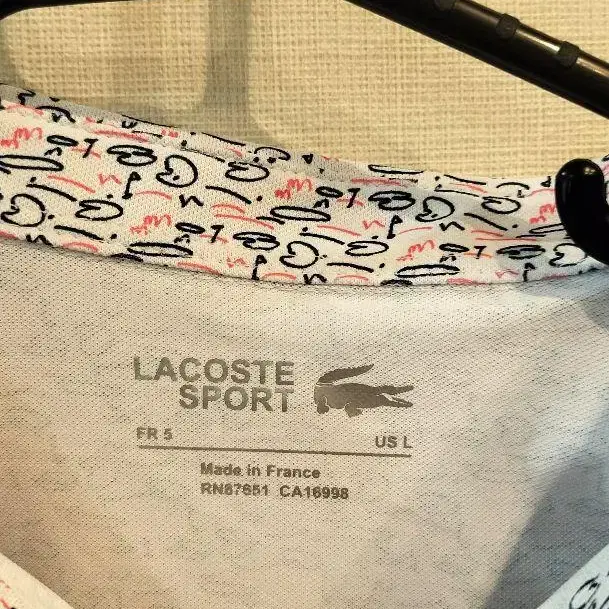 LACOSTE
SPORT
FR 5 US L
Made in France
RN87651 CA16998